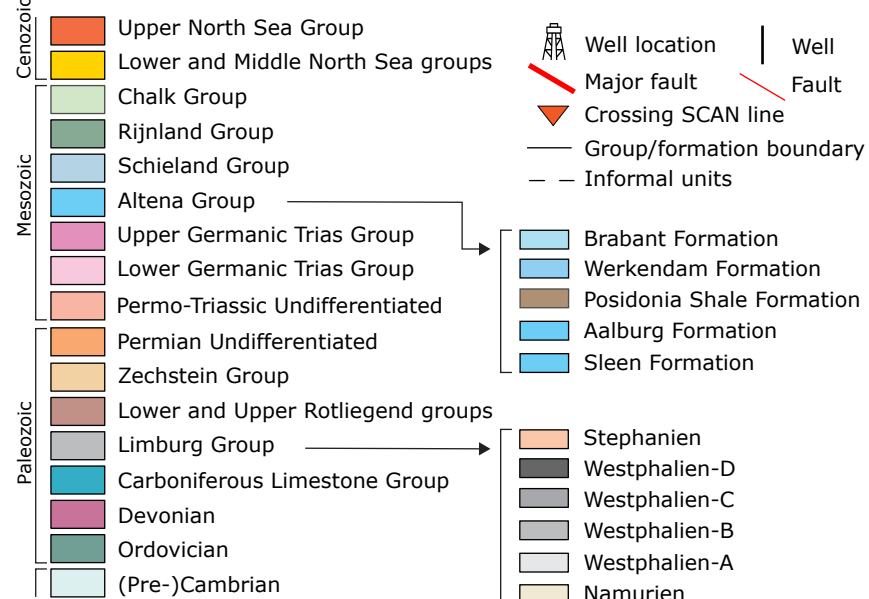 Cenozoic
Upper North Sea Group
Lower and Middle North Sea groups
Mesozoic
Chalk Group
Rijnland Group
Schieland Group
Altena Group
Upper Germanic Trias Group
Lower Germanic Trias Group
Permo-Triassic Undifferentiated
Paleozoic
Permian Undifferentiated
Zechstein Group
Lower and Upper Rotliegend groups
Limburg Group
Carboniferous Limestone Group
Devonian
Ordovician
(Pre-)Cambrian
Well location
Well
Major fault
Fault
Crossing SCAN line
Group/formation boundary
Informal units
Brabant Formation
Werkendam Formation
Posidonia Shale Formation
Aalburg Formation
Sleen Formation
Stephanien
Westphalien-D
Westphalien-C
Westphalien-B
Westphalien-A
Namurien